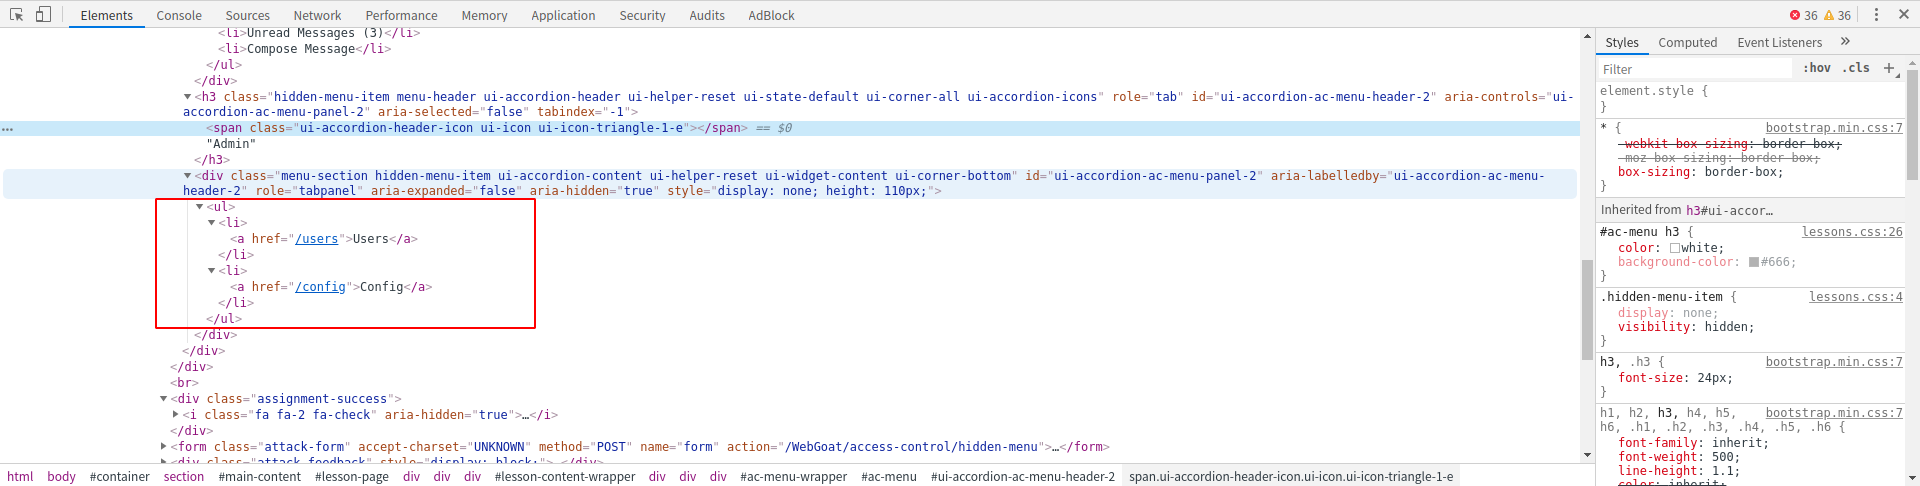 Elements Console Sources Network Performance Memory Application Security Audits AdBlock 36 36
<li>Unread Messages (3)</li>
<li>Compose Message</li>
</ul>
</div>
<h3 class="hidden-menu-item menu-header ui-accordion-header ui-helper-reset ui-state-default ui-corner-all ui-accordion-icons" role="tab" id="ui-accordion-ac-menu-header-2" aria-controls="ui-
accordion-ac-menu-panel-2" aria-selected="false" tabindex="-1">
<span class="ui-accordion-header-icon ui-icon ui-icon-triangle-1-e"></span> == $0
"Admin"
</h3>
<div class="menu-section hidden-menu-item ui-accordion-content ui-helper-reset ui-widget-content ui-corner-bottom" id="ui-accordion-ac-menu-panel-2" aria-labelledby="ui-accordion-ac-menu-
header-2" role="tabpanel" aria-expanded="false" aria-hidden="true" style="display: none; height: 110px;">
<ul>
<li>
<a href="/users">Users</a>
</li>
<li>
<a href="/config">Config</a>
</li>
</ul>
</div>
</div>
</div>
<br>
<div class="assignment-success">
<i class="fa fa-2 fa-check" aria-hidden="true">…</i>
</div>
<form class="attack-form" accept-charset="UNKNOWN" method="POST" name="form" action="/WebGoat/access-control/hidden-menu">…</form>
<div class="attack-feedback" style="display: block;">…</div>
html body #container section #main-content #lesson-page div div div #lesson-content-wrapper div div div #ac-menu-wrapper #ac-menu #ui-accordion-ac-menu-header-2 span.ui-accordion-header-icon.ui-icon.ui-icon-triangle-1-e
Styles Computed Event Listeners »
Filter :hov .cls +
element.style {
}
* { bootstrap.min.css:7
-webkit-box-sizing: border-box;
-moz-box-sizing: border-box;
box-sizing: border-box;
}
Inherited from h3#ui-accor…
#ac-menu h3 { lessons.css:26
color: white;
background-color: #666;
}
.hidden-menu-item { lessons.css:4
display: none;
visibility: hidden;
}
h3, .h3 { bootstrap.min.css:7
font-size: 24px;
}
h1, h2, h3, h4, h5, bootstrap.min.css:7
h6, .h1, .h2, .h3, .h4, .h5, .h6 {
font-family: inherit;
font-weight: 500;
line-height: 1.1;
color: inherit;